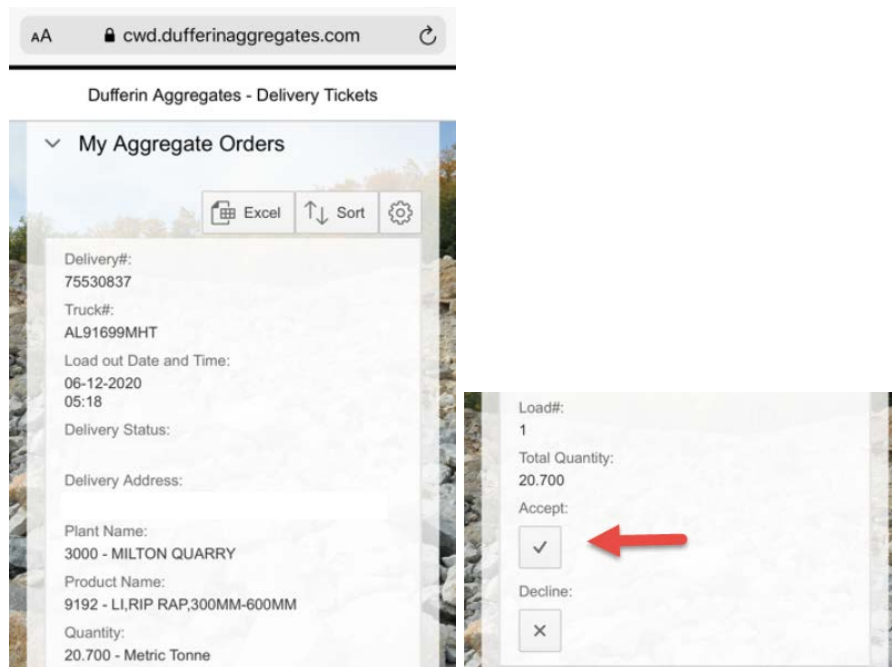 AA cwd.dufferinaggregates.com
Dufferin Aggregates - Delivery Tickets
My Aggregate Orders
Excel Sort
Delivery#:
75530837
Truck#:
AL91699MHT
Load out Date and Time:
06-12-2020
05:18
Delivery Status:
Delivery Address:
Plant Name:
3000 - MILTON QUARRY
Product Name:
9192 - LI,RIP RAP,300MM-600MM
Quantity:
20.700 - Metric Tonne
Load#:
1
Total Quantity:
20.700
Accept:
Decline: